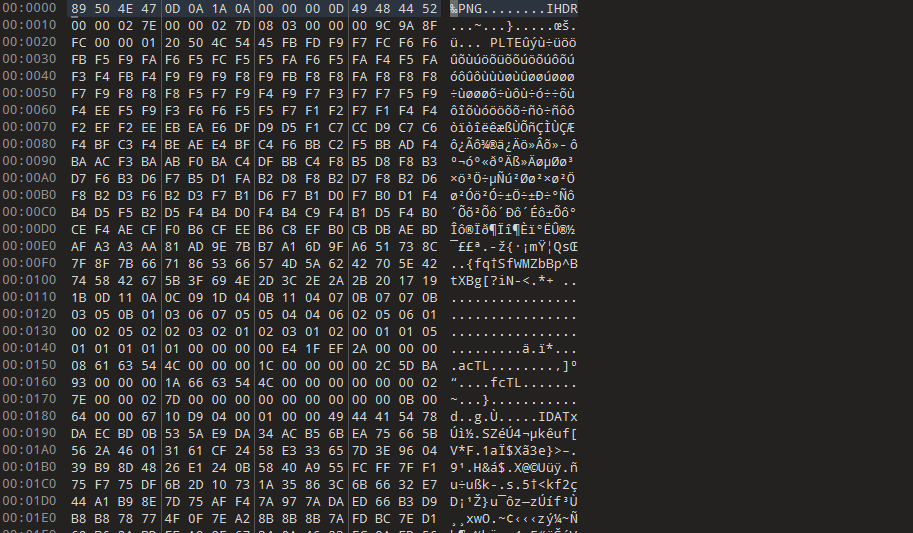 00:0000 89 50 4E 47 0D 0A 1A 0A 00 00 00 0D 49 48 44 52 ‰PNG........IHDR
00:0010 00 00 02 7E 00 00 02 7D 08 03 00 00 00 9C 9A 8F ...~...}.....œš.
00:0020 FC 00 00 01 20 50 4C 54 45 FB FD F9 F7 FC F6 F6 ü... PLTEûýù÷üöö
00:0030 FB F5 F9 FA F6 F5 FC F5 F5 FA F6 F5 FA F4 F5 FA ûõùúöõüõõúöõúôõú
00:0040 F3 F4 FB F4 F9 F9 F9 F8 F9 FB F8 F8 FA F8 F8 F8 óôûôùùùøùûøøúøøø
00:0050 F7 F9 F8 F8 F8 F5 F7 F9 F4 F9 F7 F3 F7 F7 F5 F9 ÷ùøøøõ÷ùôù÷ó÷÷õù
00:0060 F4 EE F5 F9 F3 F6 F6 F5 F5 F7 F1 F2 F7 F1 F4 F4 ôîõùóööõõ÷ñò÷ñôô
00:0070 F2 EF F2 EE EB EA E6 DF D9 D5 F1 C7 CC D9 C7 C6 òïòîëêæßÙÕñÇÌÙÇÆ
00:0080 F4 BF C3 F4 BE AE E4 BF C4 F6 BB C2 F5 BB AD F4 ô¿Ãô¾®ä¿Äö»Âõ»-ô
00:0090 BA AC F3 BA AB F0 BA C4 DF BB C4 F8 B5 D8 F8 B3 º¬óº«ðºÄß»ÄøµØø³
00:00A0 D7 F6 B3 D6 F7 B5 D1 FA B2 D8 F8 B2 D7 F8 B2 D6 ×ö³Ö÷µÑú²Øø²×ø²Ö
00:00B0 F8 B2 D3 F6 B2 D3 F7 B1 D6 F7 B1 D0 F7 B0 D1 F4 ø²Óö²Ó÷±Ö÷±Ð÷°Ñô
00:00C0 B4 D5 F5 B2 D5 F4 B4 D0 F4 B4 C9 F4 B1 D5 F4 B0 ´Õõ²Õô´Ðô´Éô±Õô°
00:00D0 CE F4 AE CF F0 B6 CF EE B6 C8 EF B0 CB DB AE BD Îô®Ïð¶Ïî¶Èï°ËÛ®½
00:00E0 AF A3 A3 AA 81 AD 9E 7B B7 A1 6D 9F A6 51 73 8C ¯££ª.-ž{·¡mŸ¦QsŒ
00:00F0 7F 8F 7B 66 71 86 53 66 57 4D 5A 62 42 70 5E 42 ..{fq†SfWMZbBp^B
00:0100 74 58 42 67 5B 3F 69 4E 2D 3C 2E 2A 2B 20 17 19 tXBg[?iN-<.*+ ..
00:0110 1B 0D 11 0A 0C 09 1D 04 0B 11 04 07 0B 07 07 0B ................
00:0120 03 05 0B 01 03 06 07 05 05 04 04 06 02 05 06 01 ................
00:0130 00 02 05 02 02 03 02 01 02 03 01 02 00 01 01 05 ................
00:0140 01 01 01 01 01 00 00 00 00 E4 1F EF 2A 00 00 00 .........ä.ï*...
00:0150 08 61 63 54 4C 00 00 00 1C 00 00 00 00 2C 5D BA .acTL........,]º
00:0160 93 00 00 00 1A 66 63 54 4C 00 00 00 00 00 00 02 “....fcTL.......
00:0170 7E 00 00 02 7D 00 00 00 00 00 00 00 00 00 0B 00 ~...}...........
00:0180 64 00 00 67 10 D9 04 00 01 00 00 49 44 41 54 78 d..g.Ù.....IDATx
00:0190 DA EC BD 0B 53 5A E9 DA 34 AC B5 6B EA 75 66 5B Úì½.SZéÚ4¬µkêuf[
00:01A0 56 2A 46 01 31 61 CF 24 58 E3 33 65 7D 3E 96 04 V*F.1aÏ$Xã3e}>–.
00:01B0 39 B9 8D 48 26 E1 24 0B 58 40 A9 55 FC FF 7F F1 9¹.H&á$.X@©Uüÿ.ñ
00:01C0 75 F7 75 DF 6B 2D 10 73 1A 35 86 3C 6B 66 32 E7 u÷ußk-.s.5†<kf2ç
00:01D0 44 A1 B9 8E 7D 75 AF F4 7A 97 7A DA ED 66 B3 D9 D¡¹Ž}u¯ôz—zÚíf³Ù
00:01E0 B8 B8 78 77 4F 0F 7E A2 8B 8B 8B 7A FD BC 7E D1 ¸¸xwO.~¢‹‹‹zý¼~Ñ